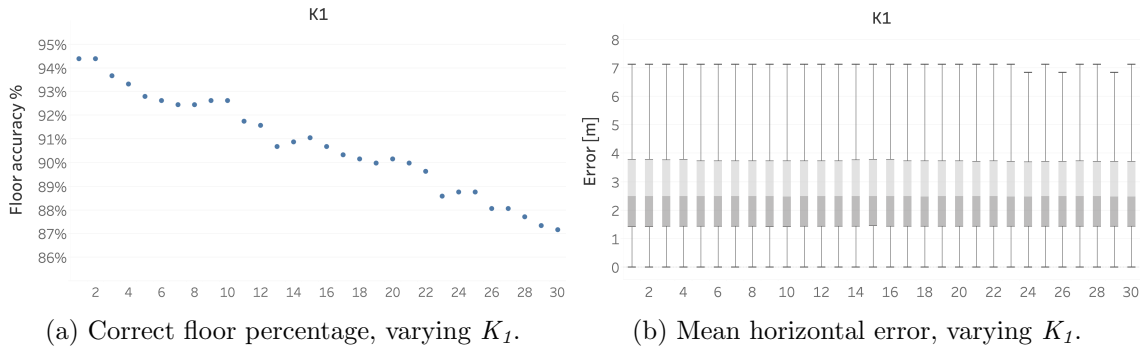 K1
Floor accuracy %
95%
94%
93%
92%
91%
90%
89%
88%
87%
86%
2 4 6 8 10 12 14 16 18 20 22 24 26 28 30
(a) Correct floor percentage, varying K1.
K1
Error [m]
8
7
6
5
4
3
2
1
0
2 4 6 8 10 12 14 16 18 20 22 24 26 28 30
(b) Mean horizontal error, varying K1.